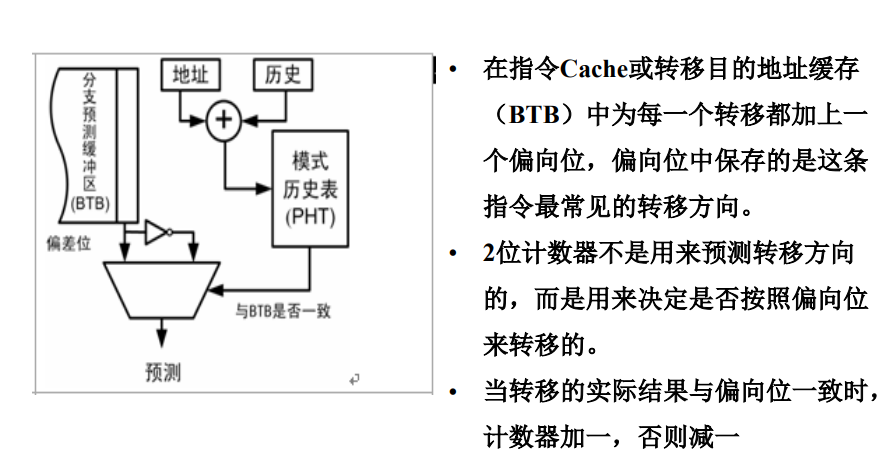 分支预测缓冲区
(BTB)
地址
历史
+
模式
历史表
(PHT)
偏差位
与BTB是否一致
预测
• 在指令Cache或转移目的地址缓存
（BTB）中为每一个转移都加上一
个偏向位，偏向位中保存的是这条
指令最常见的转移方向。
• 2位计数器不是用来预测转移方向
的，而是用来决定是否按照偏向位
来转移的。
• 当转移的实际结果与偏向位一致时，
计数器加一，否则减一